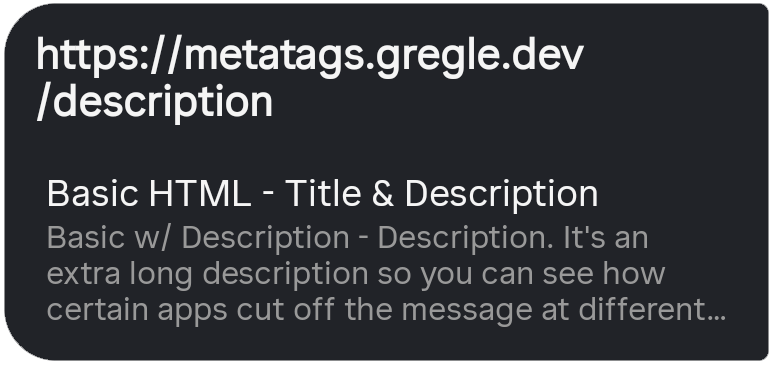 https://metatags.gregle.dev
/description
Basic HTML - Title & Description
Basic w/ Description - Description. It's an
extra long description so you can see how
certain apps cut off the message at different…